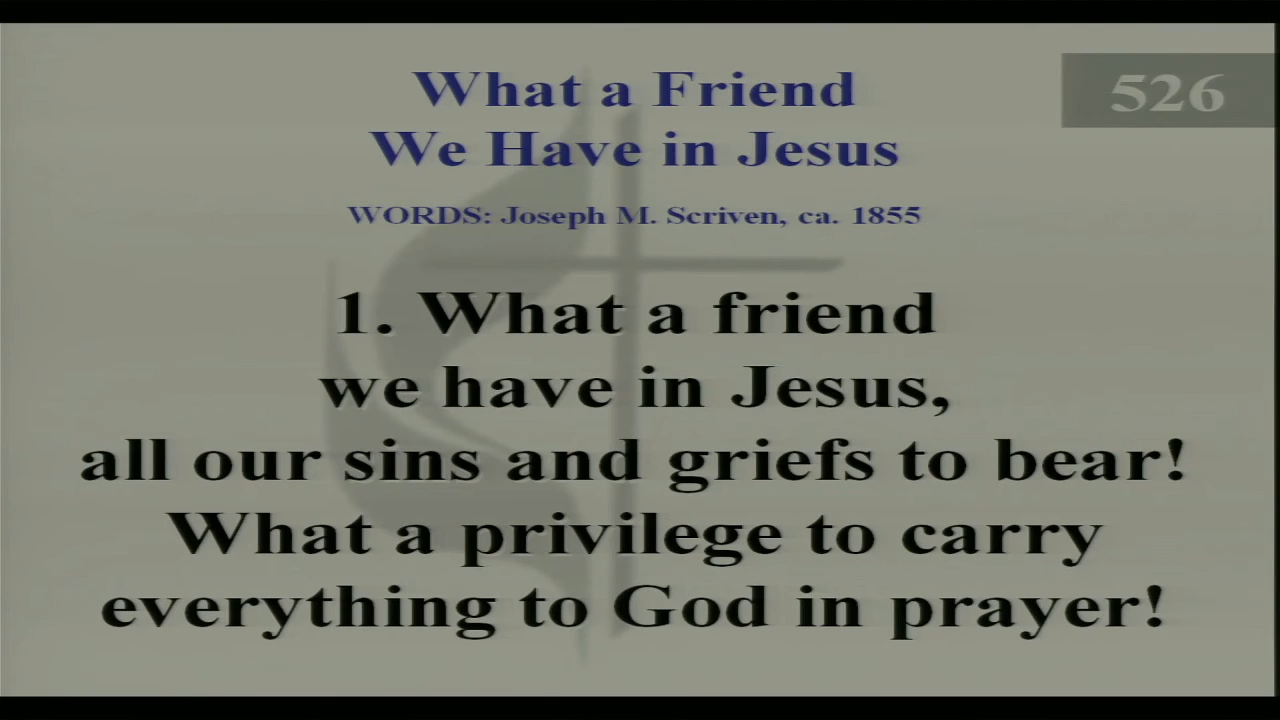 What a Friend
We Have in Jesus
526
WORDS: Joseph M. Scriven, ca. 1855
1. What a friend
we have in Jesus,
all our sins and griefs to bear!
What a privilege to carry
everything to God in prayer!